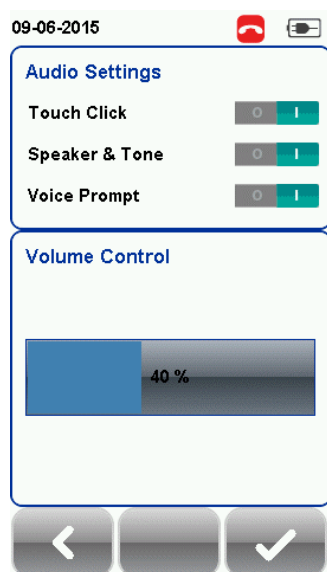 09-06-2015
Audio Settings
Touch Click O I
Speaker & Tone O I
Voice Prompt O I
Volume Control
40 %